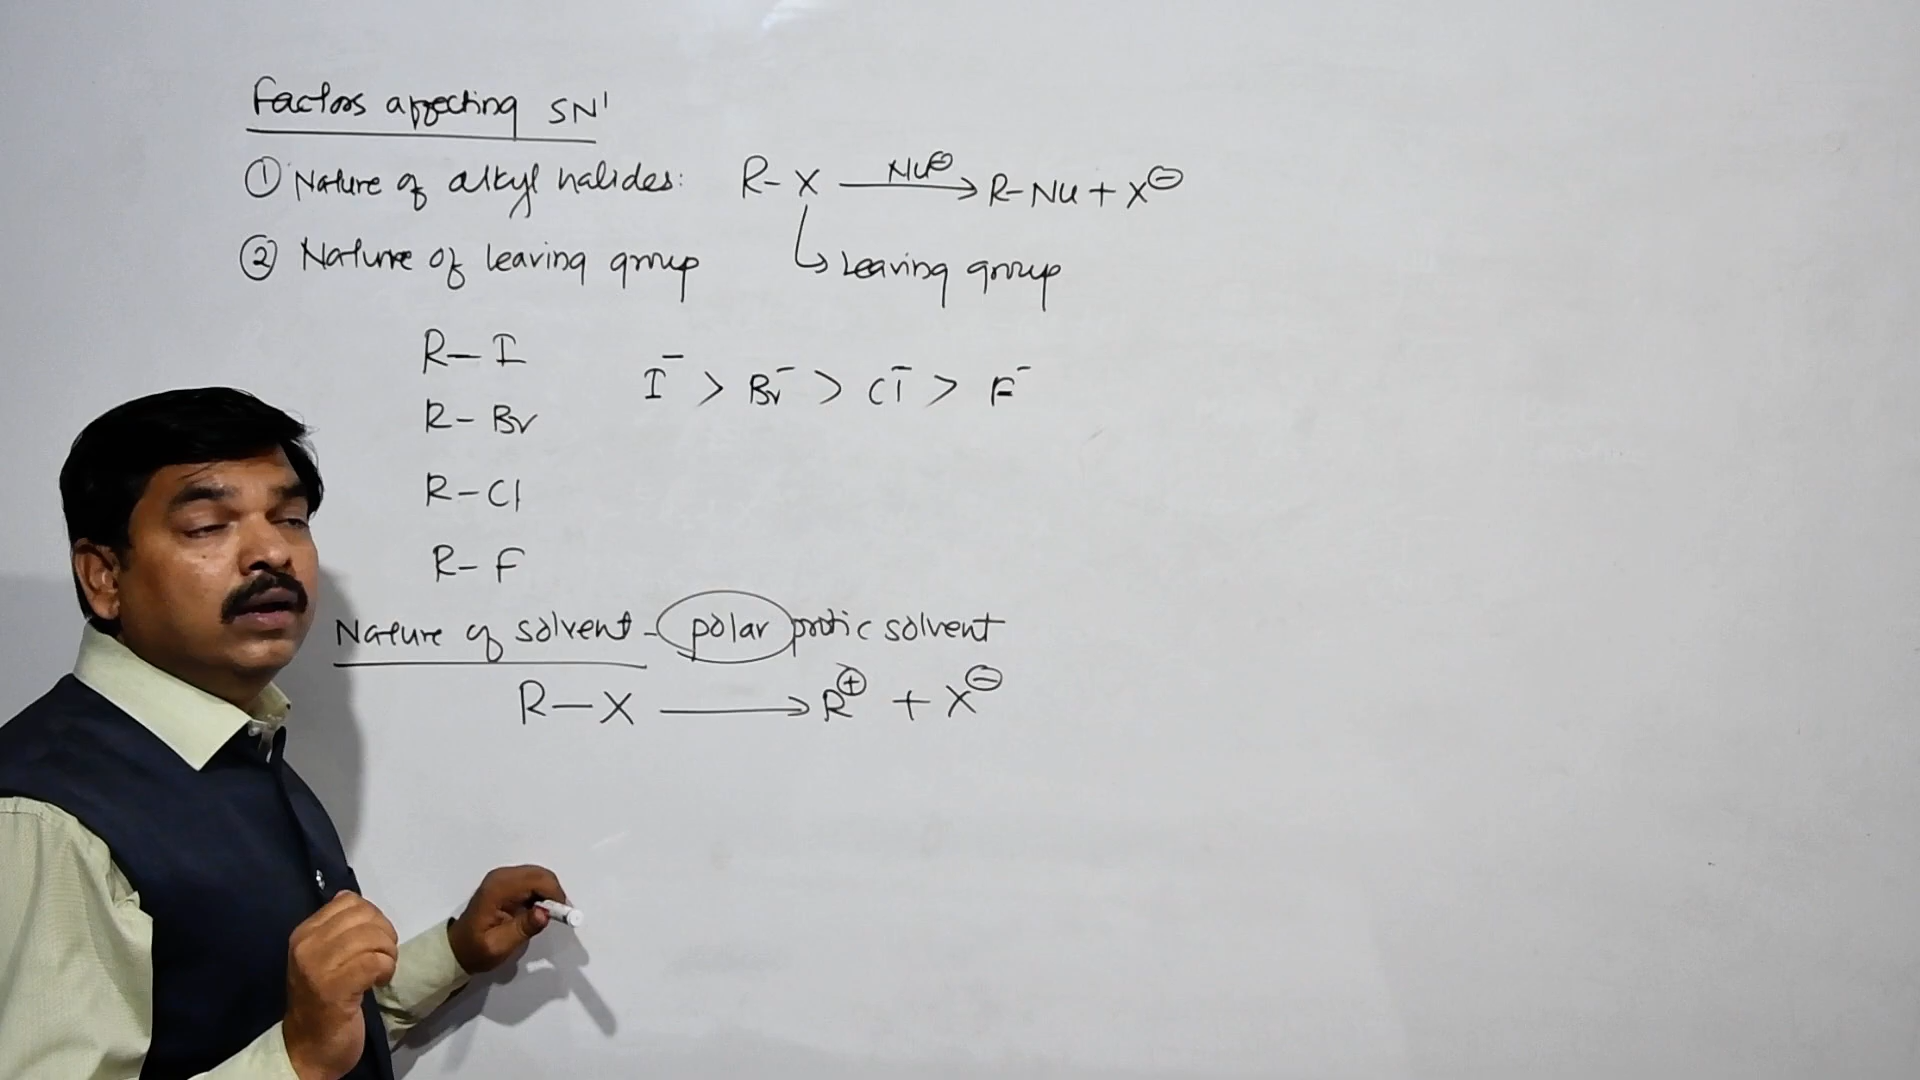 Factors affecting SN¹
① Nature of alkyl halides: R-X —Nu⊖→ R-Nu + X⊖
② Nature of leaving group ↳ Leaving group
R-I
I⁻ > Br⁻ > Cl⁻ > F⁻
R-Br
R-Cl
R-F
Nature of solvent - polar protic solvent
R-X ⟶ R⊕ + X⊖